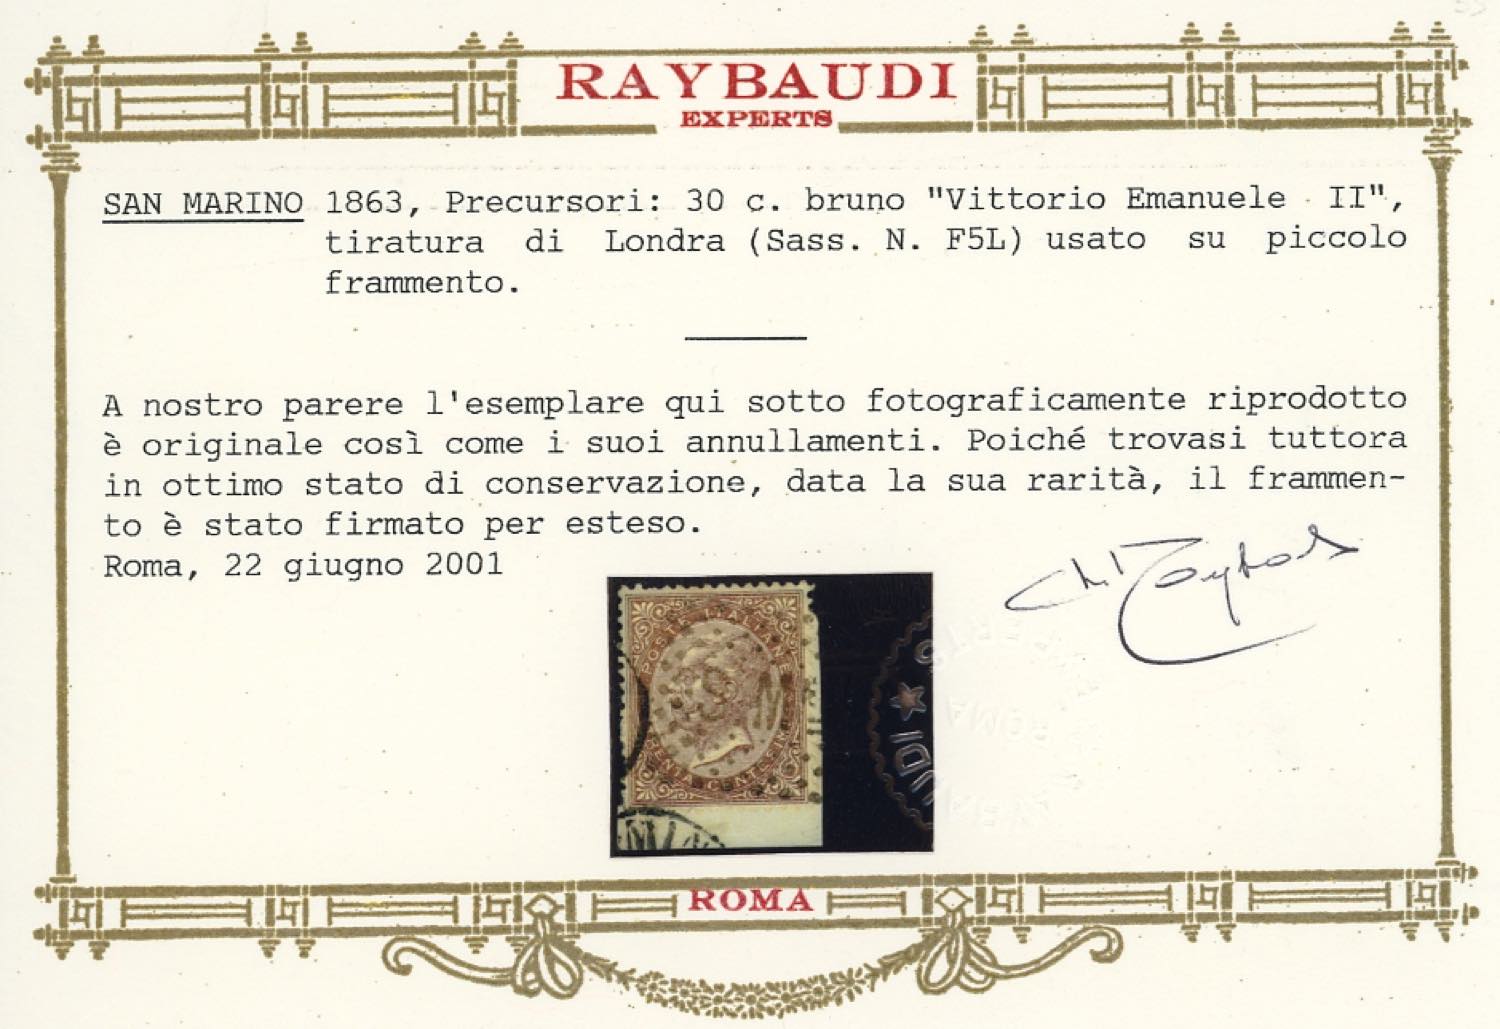 RAYBAUDI
EXPERTS
SAN MARINO 1863, Precursori: 30 c. bruno "Vittorio Emanuele II",
tiratura di Londra (Sass. N. F5L) usato su piccolo
frammento.
A nostro parere l'esemplare qui sotto fotograficamente riprodotto
è originale così come i suoi annullamenti. Poiché trovasi tuttora
in ottimo stato di conservazione, data la sua rarità, il frammen-
to è stato firmato per esteso.
Roma, 22 giugno 2001
POSTE ITALIANE
ROMA